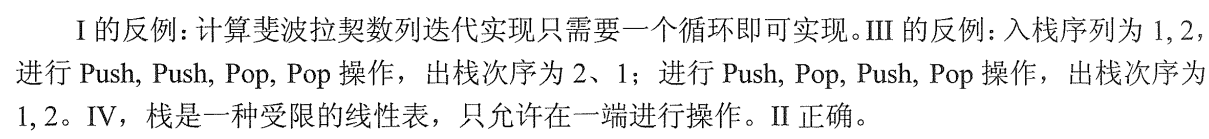 I 的反例：计算斐波拉契数列迭代实现只需要一个循环即可实现。III 的反例：入栈序列为 1, 2，
进行 Push, Push, Pop, Pop 操作，出栈次序为 2、1；进行 Push, Pop, Push, Pop 操作，出栈次序为
1, 2。IV，栈是一种受限的线性表，只允许在一端进行操作。II 正确。